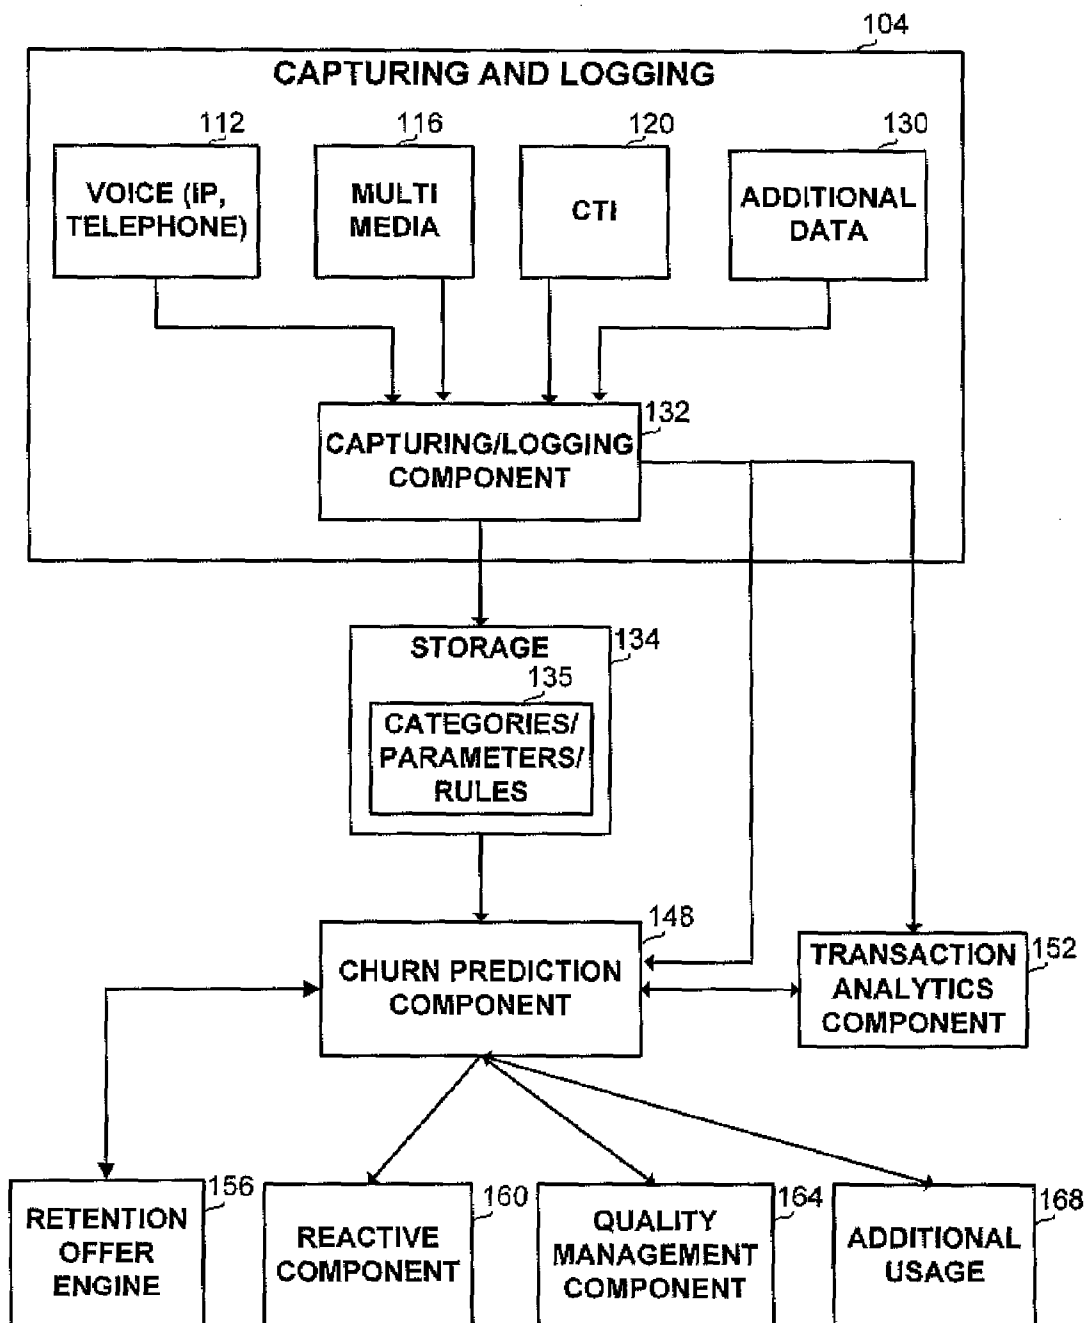 104
CAPTURING AND LOGGING
112
116
120
130
VOICE (IP,
TELEPHONE)
MULTI
MEDIA
CTI
ADDITIONAL
DATA
132
CAPTURING/LOGGING
COMPONENT
STORAGE
134
135
CATEGORIES/
PARAMETERS/
RULES
148
CHURN PREDICTION
COMPONENT
TRANSACTION
ANALYTICS
COMPONENT
152
156
RETENTION
OFFER
ENGINE
160
REACTIVE
COMPONENT
164
QUALITY
MANAGEMENT
COMPONENT
168
ADDITIONAL
USAGE